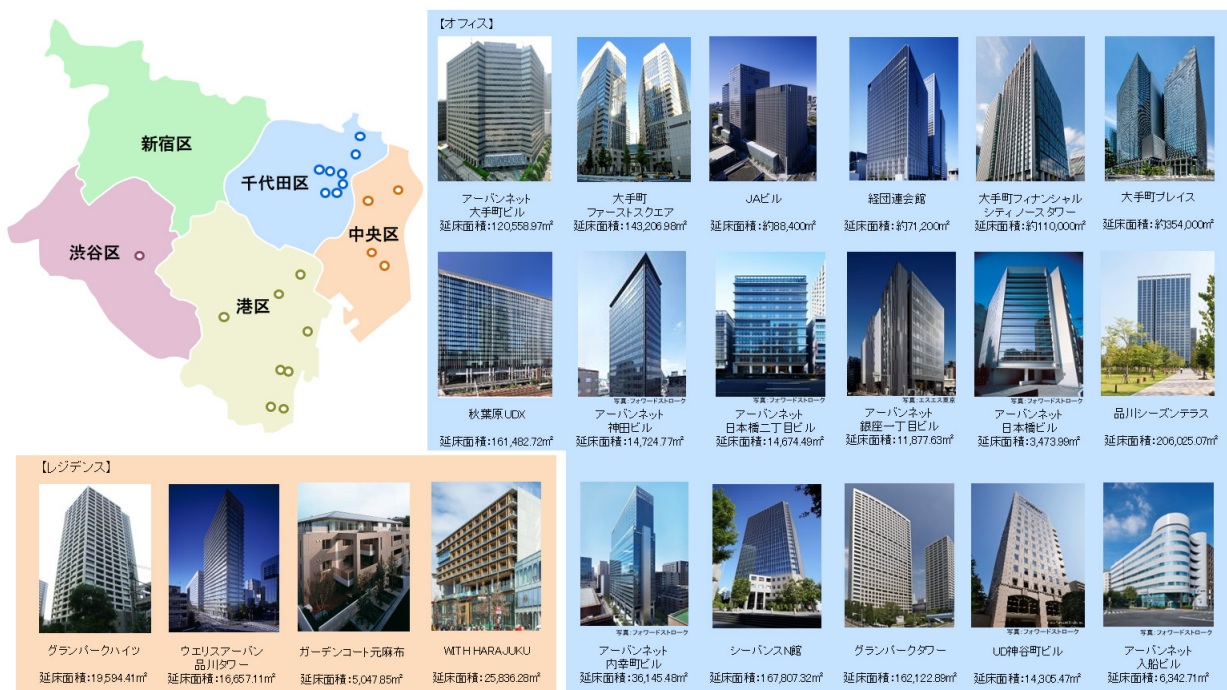 新宿区
千代田区
渋谷区
中央区
港区
【オフィス】
アーバンネット
大手町ビル
延床面積:120,558.97㎡
大手町
ファーストスクエア
延床面積:143,206.98㎡
JAビル
延床面積:約88,400㎡
経団連会館
延床面積:約71,200㎡
大手町フィナンシャル
シティ ノースタワー
延床面積:約110,000㎡
大手町プレイス
延床面積:約354,000㎡
秋葉原UDX
延床面積:161,482.72㎡
写真:フォワードストローク
アーバンネット
神田ビル
延床面積:14,724.77㎡
写真:フォワードストローク
アーバンネット
日本橋二丁目ビル
延床面積:14,674.49㎡
写真:エスエス東京
アーバンネット
銀座一丁目ビル
延床面積:11,877.63㎡
写真:フォワードストローク
アーバンネット
日本橋ビル
延床面積:3,473.99㎡
品川シーズンテラス
延床面積:206,025.07㎡
【レジデンス】
グランパークハイツ
延床面積:19,594.41㎡
ウエリスアーバン
品川タワー
延床面積:16,657.11㎡
ガーデンコート元麻布
延床面積:5,047.85㎡
WITH HARAJUKU
延床面積:25,836.28㎡
写真:フォワードストローク
アーバンネット
内幸町ビル
延床面積:36,145.48㎡
写真:フォワードストローク
シーバンスN館
延床面積:167,807.32㎡
写真:フォワードストローク
グランパークタワー
延床面積:162,122.89㎡
UD神谷町ビル
延床面積:14,305.47㎡
写真:フォワードストローク
アーバンネット
入船ビル
延床面積:6,342.71㎡